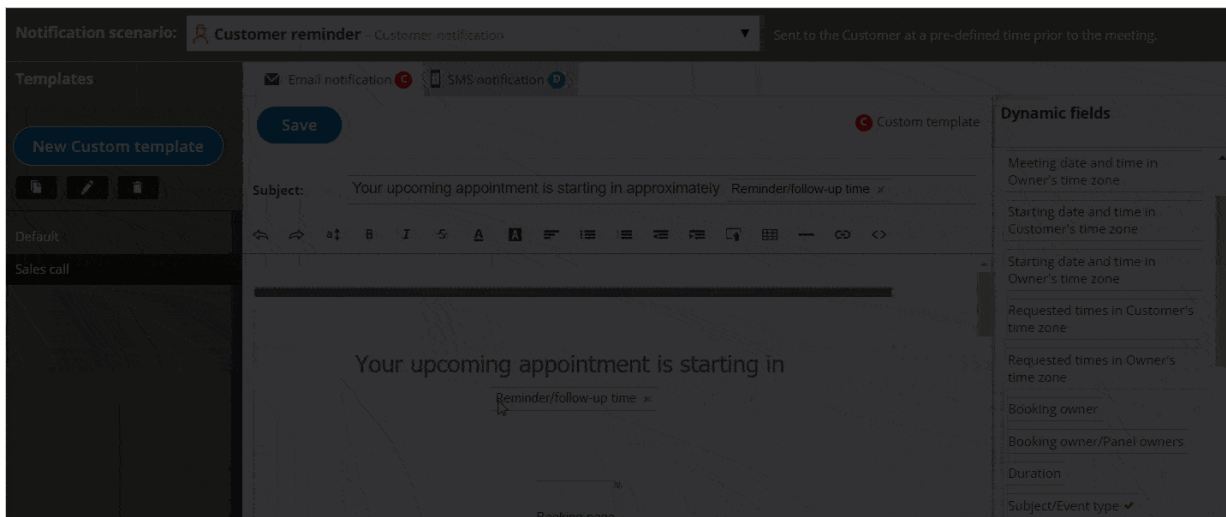 Notification scenario: Customer reminder - Customer notification ▼ Sent to the Customer at a pre-defined time prior to the meeting.
Templates
Email notification C SMS notification D
Save
C Custom template
Dynamic fields
New Custom template
Subject: Your upcoming appointment is starting in approximately Reminder/follow-up time ×
B I S A A
Default
Sales call
Your upcoming appointment is starting in
Reminder/follow-up time ×
Booking page
Meeting date and time in
Owner's time zone
Starting date and time in
Customer's time zone
Starting date and time in
Owner's time zone
Requested times in Customer's
time zone
Requested times in Owner's
time zone
Booking owner
Booking owner/Panel owners
Duration
Subject/Event type ✔